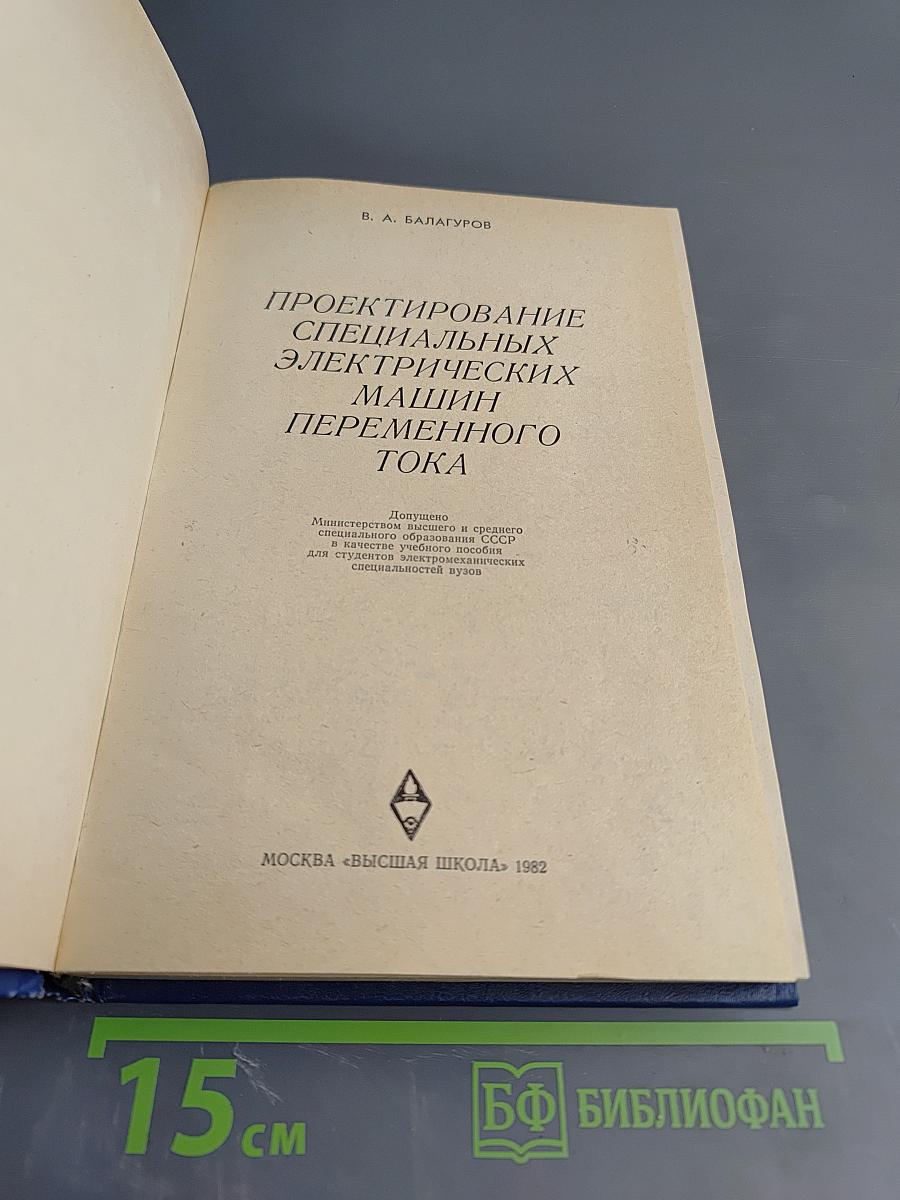 В. А. БАЛАГУРОВ
ПРОЕКТИРОВАНИЕ
СПЕЦИАЛЬНЫХ
ЭЛЕКТРИЧЕСКИХ
МАШИН
ПЕРЕМЕННОГО
ТОКА
Допущено
Министерством высшего и среднего
специального образования СССР
в качестве учебного пособия
для студентов электромеханических
специальностей вузов
МОСКВА «ВЫСШАЯ ШКОЛА» 1982
15 см
БФ БИБЛИОФАН